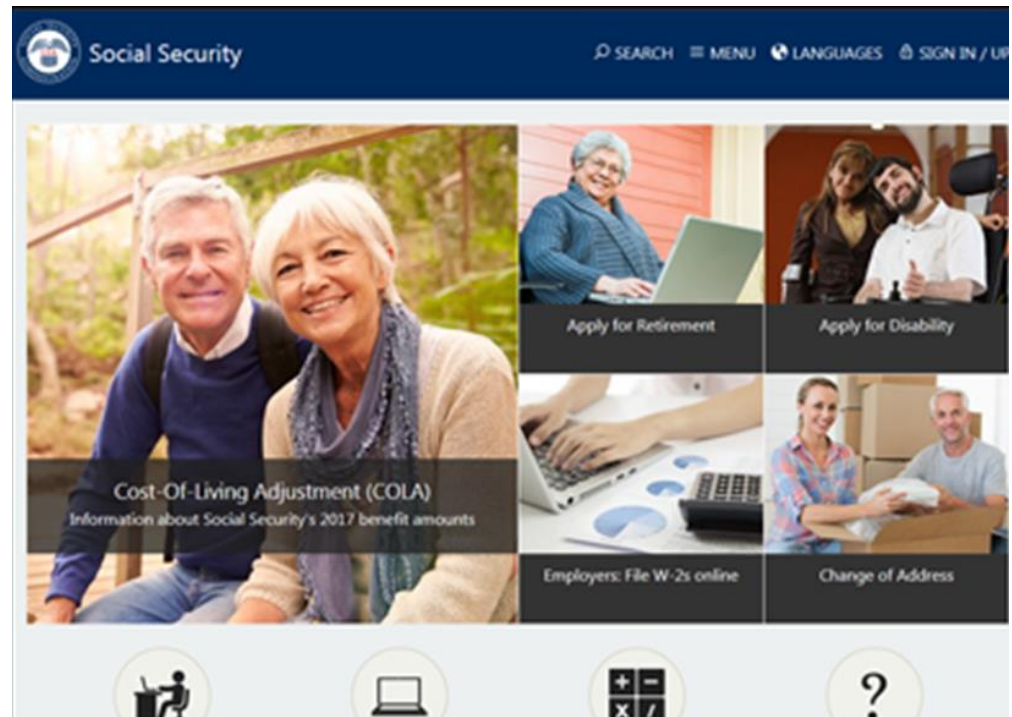 Social Security
SEARCH MENU LANGUAGES SIGN IN / UP
Apply for Retirement
Apply for Disability
Cost-Of-Living Adjustment (COLA)
Information about Social Security's 2017 benefit amounts
Employers: File W-2s online
Change of Address
?